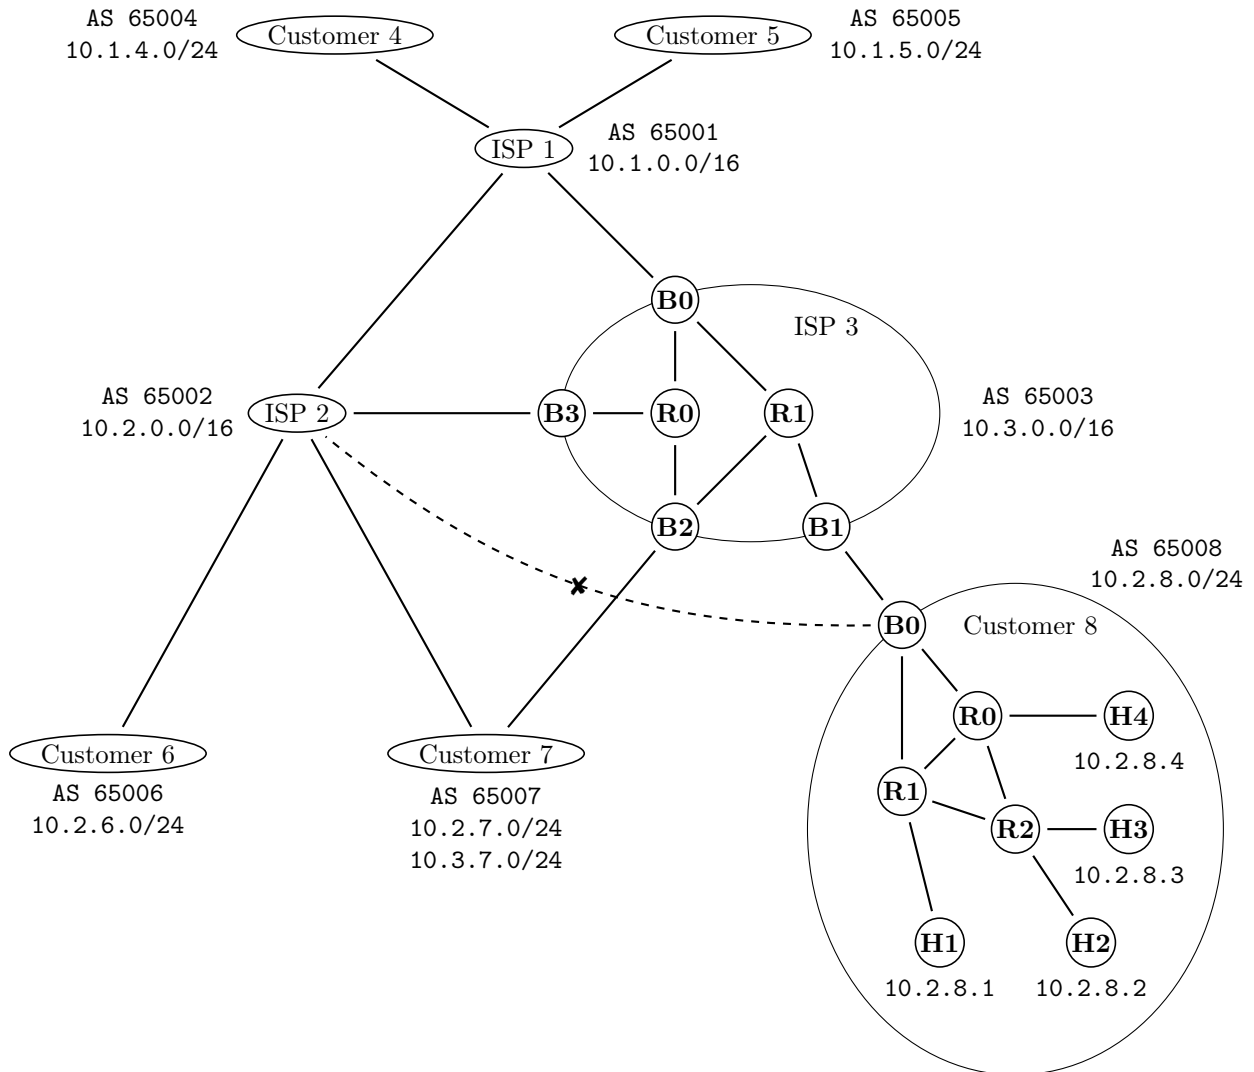 AS 65004
10.1.4.0/24
Customer 4
Customer 5
AS 65005
10.1.5.0/24
ISP 1
AS 65001
10.1.0.0/16
B0
ISP 3
AS 65002
10.2.0.0/16
ISP 2
B3
R0
R1
AS 65003
10.3.0.0/16
B2
B1
AS 65008
10.2.8.0/24
B0
Customer 8
R0
H4
10.2.8.4
Customer 6
AS 65006
10.2.6.0/24
Customer 7
AS 65007
10.2.7.0/24
10.3.7.0/24
R1
R2
H3
10.2.8.3
H1
10.2.8.1
H2
10.2.8.2